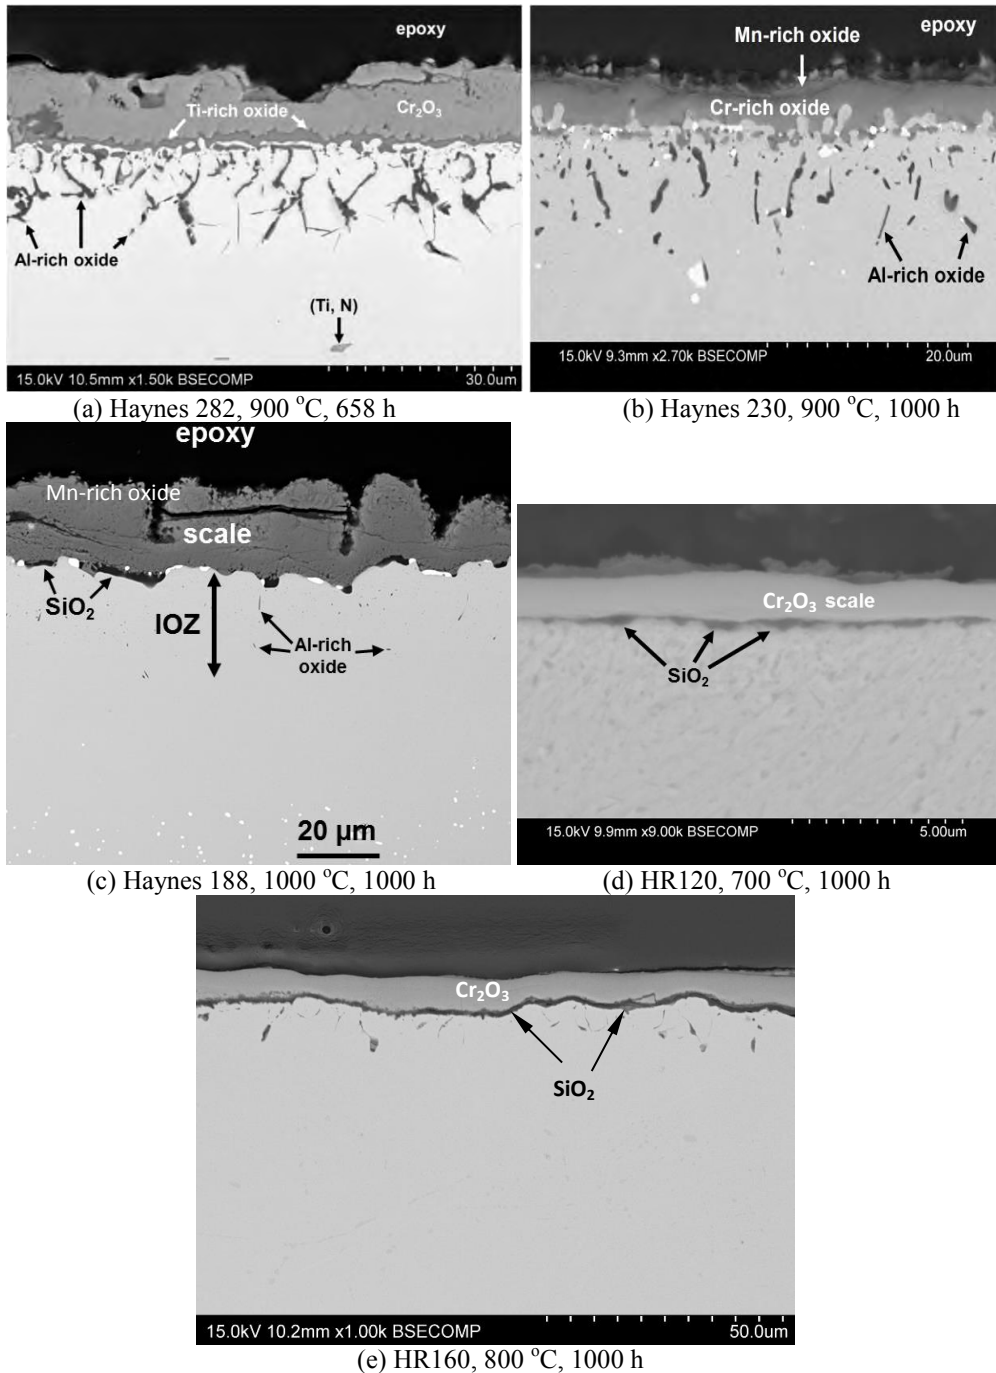 epoxy
Ti-rich oxide
Cr₂O₃
Al-rich oxide
(Ti, N)
15.0kV 10.5mm x1.50k BSECOMP 30.0um
(a) Haynes 282, 900 °C, 658 h
epoxy
Mn-rich oxide
Cr-rich oxide
Al-rich oxide
15.0kV 9.3mm x2.70k BSECOMP 20.0um
(b) Haynes 230, 900 °C, 1000 h
epoxy
Mn-rich oxide
scale
SiO₂
IOZ
Al-rich
oxide
20 µm
(c) Haynes 188, 1000 °C, 1000 h
Cr₂O₃ scale
SiO₂
15.0kV 9.9mm x9.00k BSECOMP 5.00um
(d) HR120, 700 °C, 1000 h
Cr₂O₃
SiO₂
15.0kV 10.2mm x1.00k BSECOMP 50.0um
(e) HR160, 800 °C, 1000 h